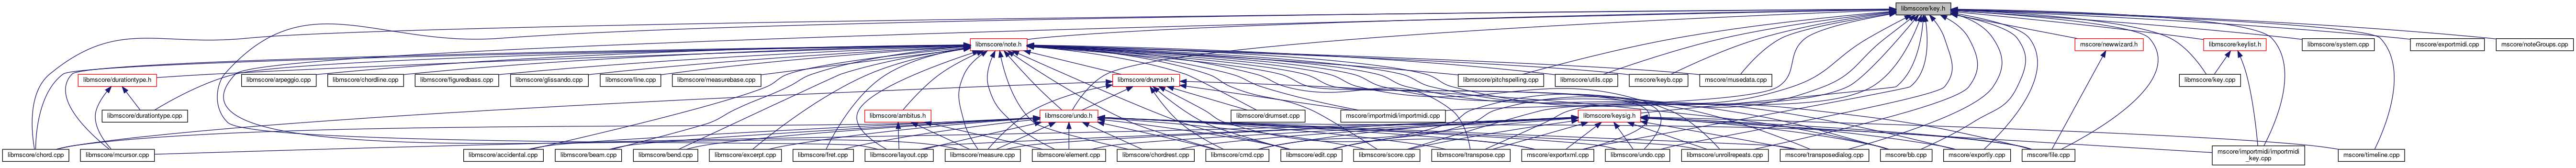 libmscore/key.h
libmscore/note.h
mscore/newwizard.h
libmscore/keylist.h
libmscore/system.cpp
mscore/exportmidi.cpp
mscore/noteGroups.cpp
libmscore/durationtype.h
libmscore/arpeggio.cpp
libmscore/chordline.cpp
libmscore/figuredbass.cpp
libmscore/glissando.cpp
libmscore/line.cpp
libmscore/measurebase.cpp
libmscore/drumset.h
libmscore/pitchspelling.cpp
libmscore/utils.cpp
mscore/keyb.cpp
mscore/musedata.cpp
libmscore/key.cpp
libmscore/durationtype.cpp
libmscore/ambitus.h
libmscore/undo.h
libmscore/drumset.cpp
mscore/importmidi/importmidi.cpp
libmscore/keysig.h
libmscore/chord.cpp
libmscore/mcursor.cpp
libmscore/accidental.cpp
libmscore/beam.cpp
libmscore/bend.cpp
libmscore/excerpt.cpp
libmscore/fret.cpp
libmscore/layout.cpp
libmscore/measure.cpp
libmscore/element.cpp
libmscore/chordrest.cpp
libmscore/cmd.cpp
libmscore/edit.cpp
libmscore/score.cpp
libmscore/transpose.cpp
mscore/exportxml.cpp
libmscore/undo.cpp
libmscore/unrollrepeats.cpp
mscore/transposedialog.cpp
mscore/bb.cpp
mscore/exportly.cpp
mscore/file.cpp
mscore/importmidi/importmidi
_key.cpp
mscore/timeline.cpp